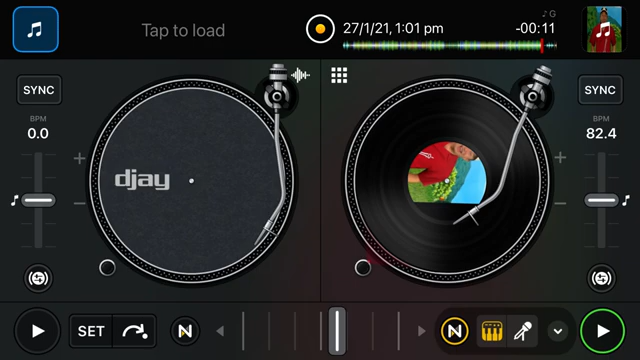 Tap to load
27/1/21, 1:01 pm
♪ G
-00:11
SYNC
BPM
0.0
djay
SYNC
BPM
82.4
SET
N
N